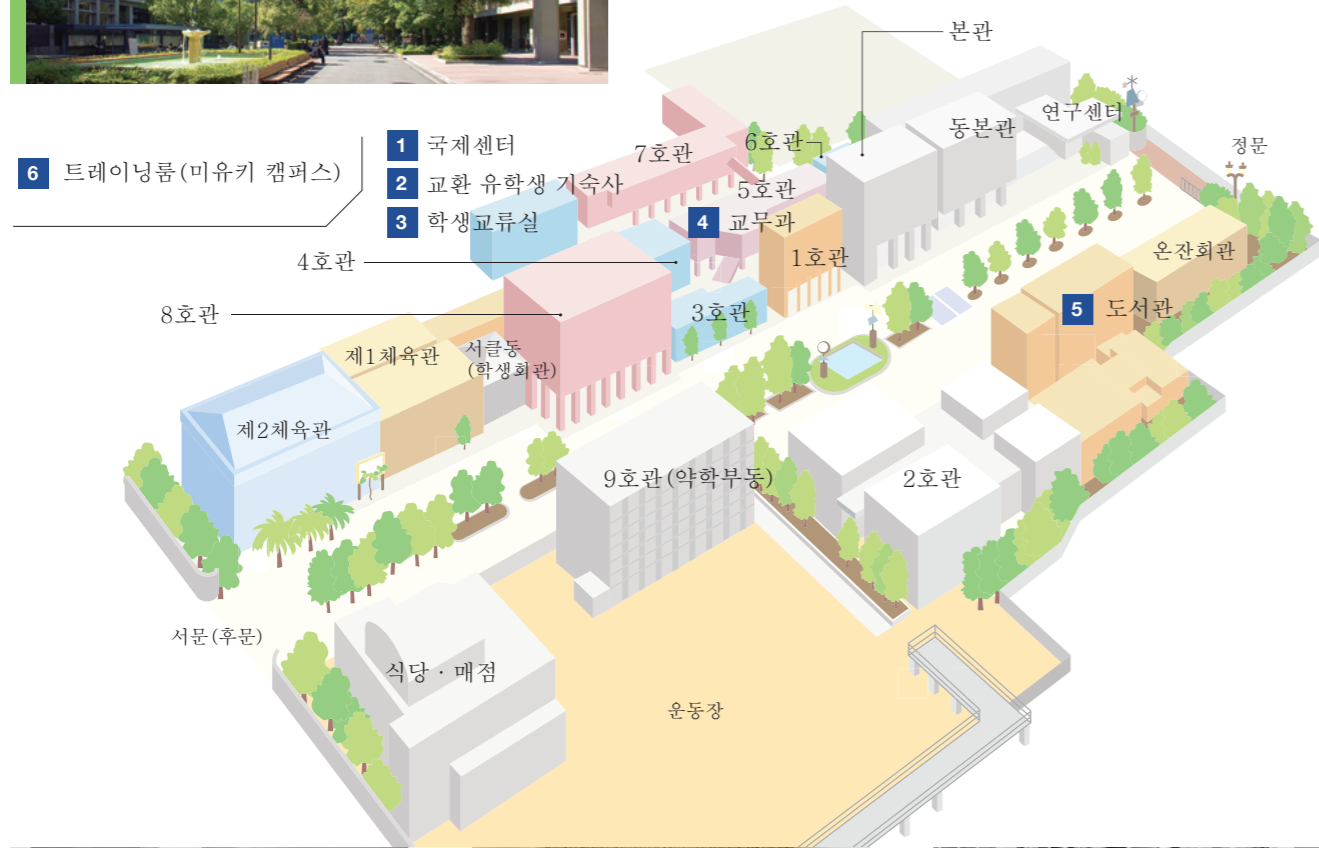 본관
연구센터
동본관
정문
6호관
7호관
1 국제센터
6 트레이닝룸(미유키 캠퍼스)
2 교환 유학생 기숙사
5호관
3 학생교류실
4 교무과
온잔회관
1호관
4호관
5 도서관
8호관
3호관
서클동
(학생회관)
제1체육관
제2체육관
9호관(약학부동)
2호관
서문(후문)
식당·매점
운동장